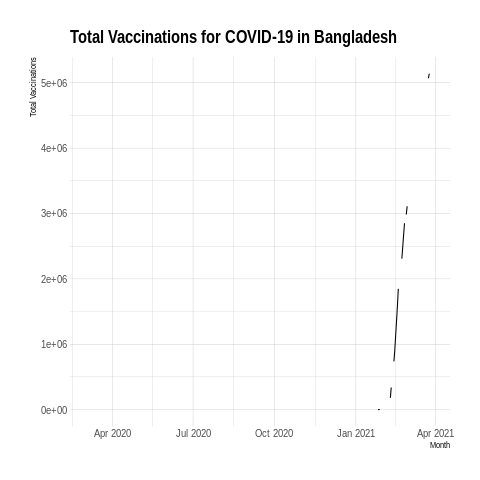 Total Vaccinations for COVID-19 in Bangladesh
Total Vaccinations
5e+06
4e+06
3e+06
2e+06
1e+06
0e+00
Apr 2020 Jul 2020 Oct 2020 Jan 2021 Apr 2021
Month